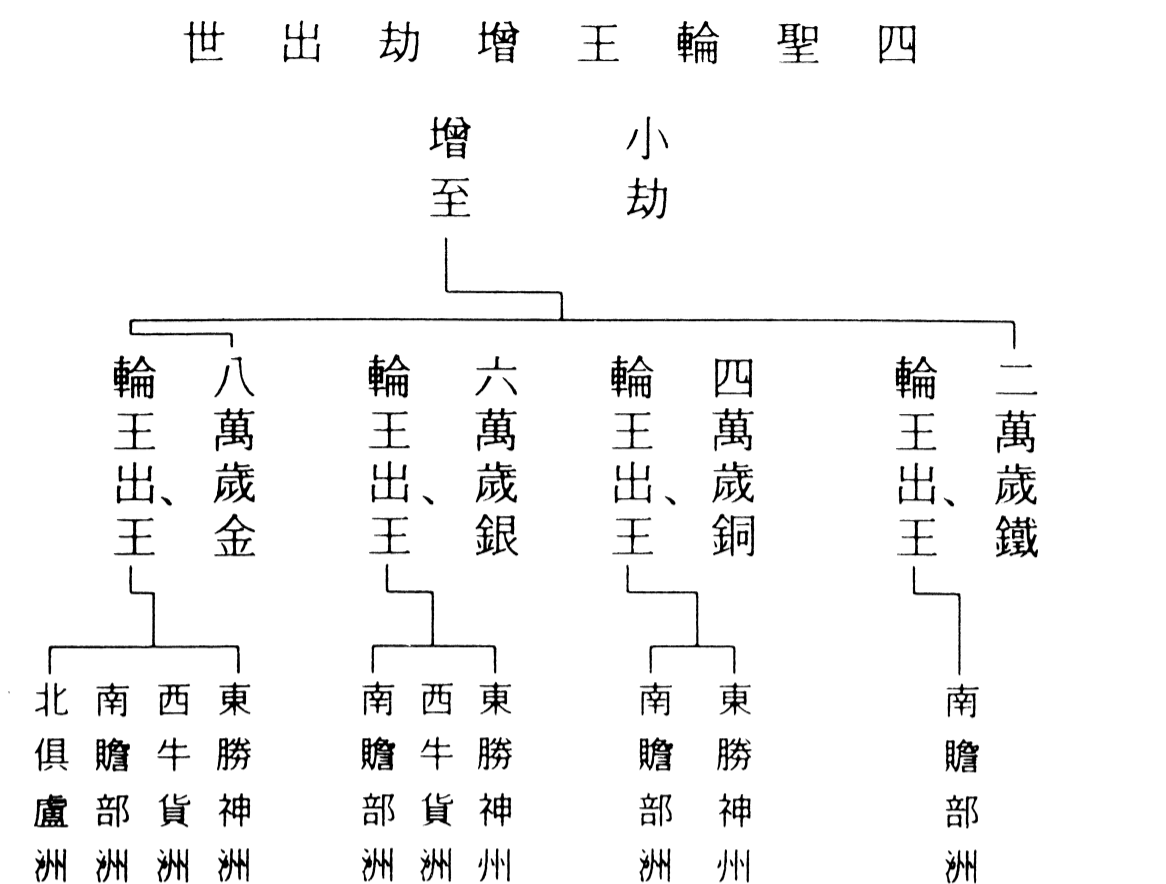 四聖輪王增劫出世
小劫
增至
二萬歲鐵
輪王出、王
南贍部洲
四萬歲銅
輪王出、王
東勝神州
南贍部洲
六萬歲銀
輪王出、王
東勝神州
西牛貨洲
南贍部洲
八萬歲金
輪王出、王
東勝神洲
西牛貨洲
南贍部洲
北俱盧洲